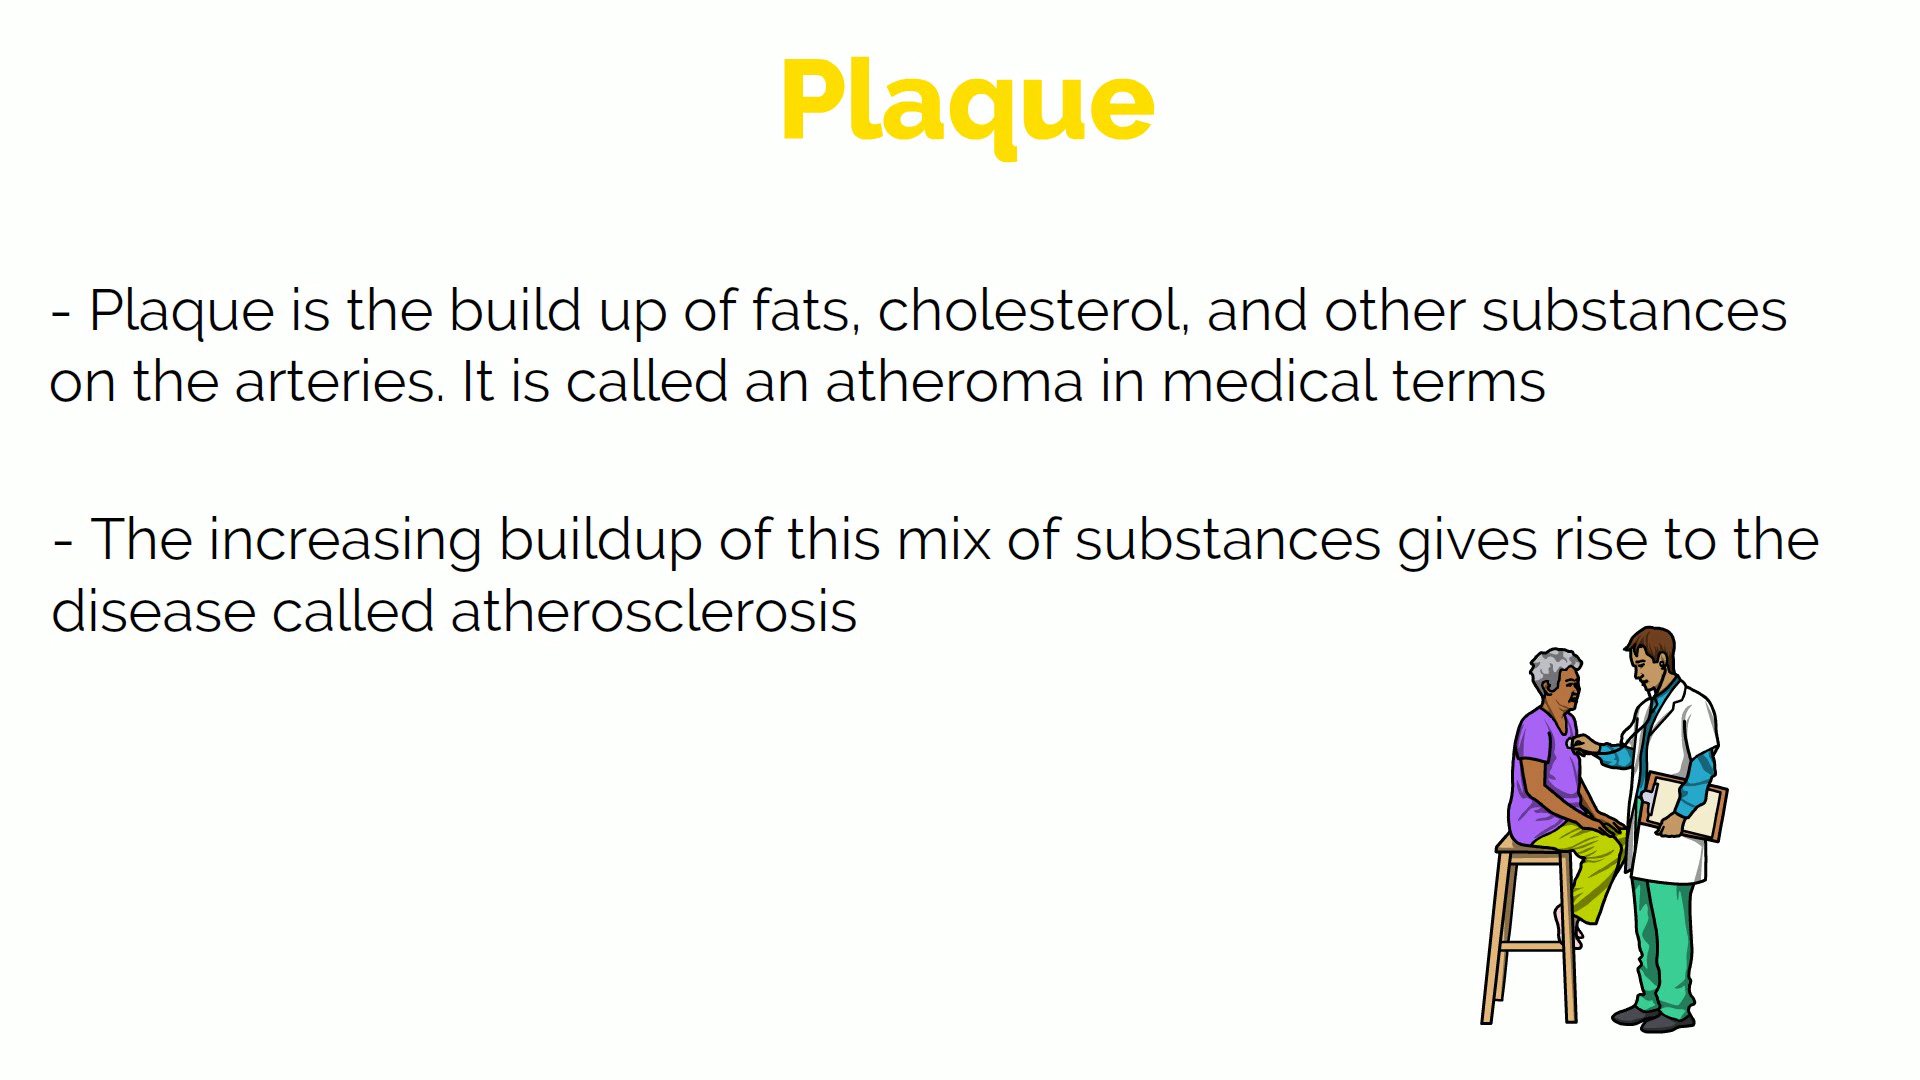 Plaque
- Plaque is the build up of fats, cholesterol, and other substances
on the arteries. It is called an atheroma in medical terms
- The increasing buildup of this mix of substances gives rise to the
disease called atherosclerosis